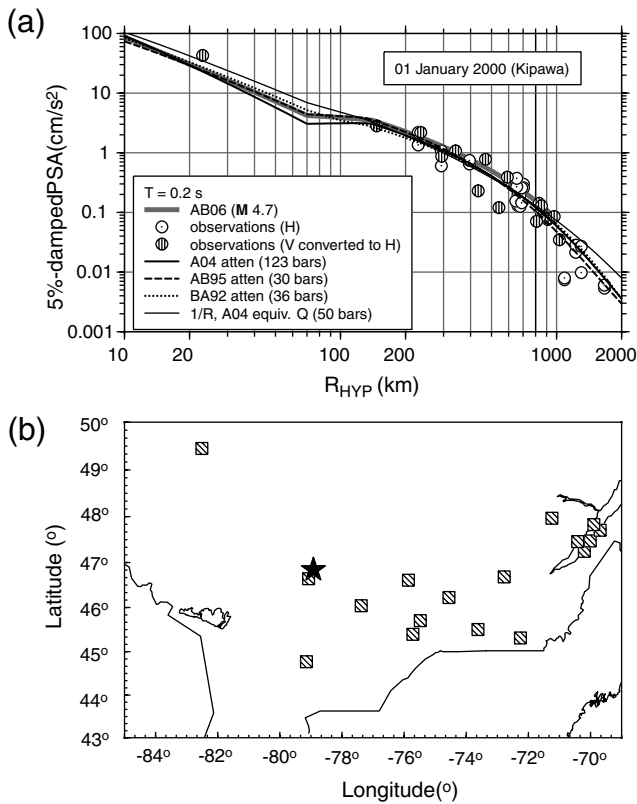 (a)
100
10
1
0.1
0.01
0.001
5%-dampedPSA(cm/s²)
01 January 2000 (Kipawa)
T = 0.2 s
AB06 (M 4.7)
observations (H)
observations (V converted to H)
A04 atten (123 bars)
AB95 atten (30 bars)
BA92 atten (36 bars)
1/R, A04 equiv. Q (50 bars)
10 20 100 200 1000 2000
R_HYP (km)
(b)
50°
49°
48°
47°
46°
45°
44°
43°
Latitude (°)
-84° -82° -80° -78° -76° -74° -72° -70°
Longitude(°)